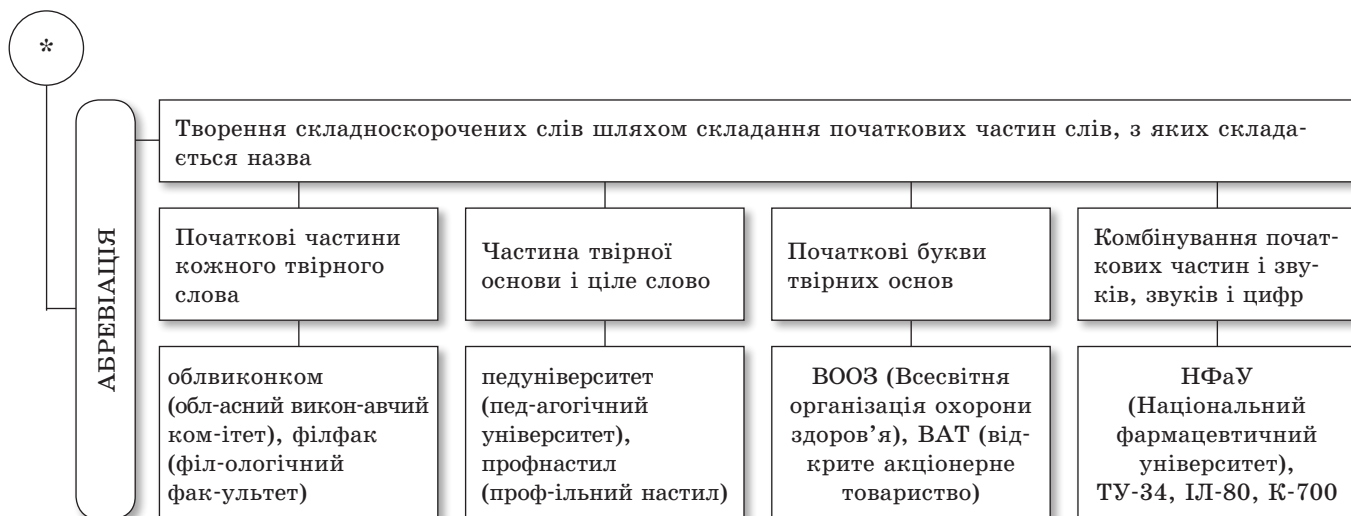 *
АБРЕВІАЦІЯ
Творення складноскорочених слів шляхом складання початкових частин слів, з яких склада-
ється назва
Початкові частини
кожного твірного
слова
Частина твірної
основи і ціле слово
Початкові букви
твірних основ
Комбінування почат-
кових частин і зву-
ків, звуків і цифр
облвиконком
(обл-асний викон-авчий
ком-ітет), філфак
(філ-ологічний
фак-ультет)
педуніверситет
(пед-агогічний
університет),
профнастил
(проф-ільний настил)
ВООЗ (Всесвітня
організація охорони
здоров’я), ВАТ (від-
крите акціонерне
товариство)
НФаУ
(Національний
фармацевтичний
університет),
ТУ-34, ІЛ-80, К-700